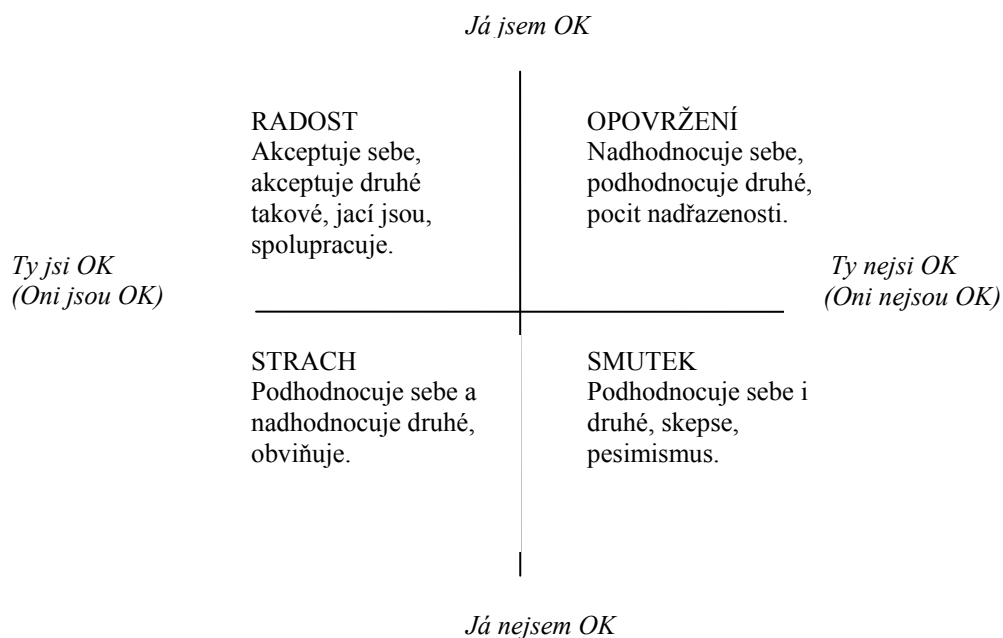 Já jsem OK
RADOST
Akceptuje sebe,
akceptuje druhé
takové, jací jsou,
spolupracuje.
OPOVRŽENÍ
Nadhodnocuje sebe,
podhodnocuje druhé,
pocit nadřazenosti.
Ty jsi OK
(Oni jsou OK)
Ty nejsi OK
(Oni nejsou OK)
STRACH
Podhodnocuje sebe a
nadhodnocuje druhé,
obviňuje.
SMUTEK
Podhodnocuje sebe i
druhé, skepse,
pesimismus.
Já nejsem OK